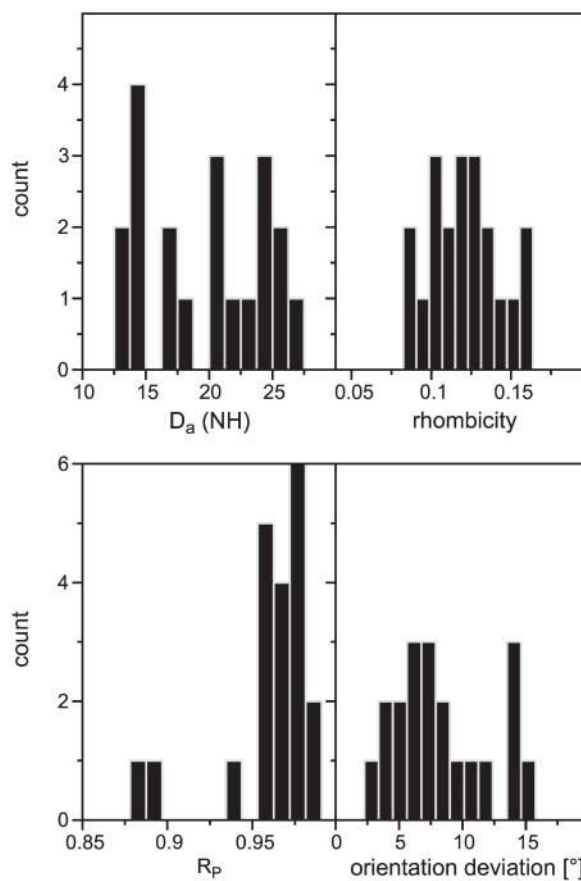 4
3
2
1
0
count
10 15 20 25
0.05 0.1 0.15
Dₐ (NH)
rhombicity
6
4
2
0
count
0.85 0.9 0.95
0 5 10 15
R_P
orientation deviation [°]